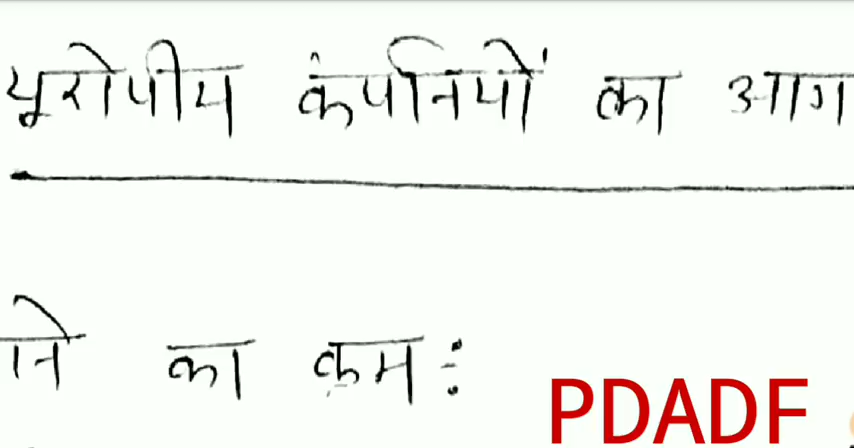 यूरोपीय कंपनियों का आग
ाने का क्रम :
PDADF